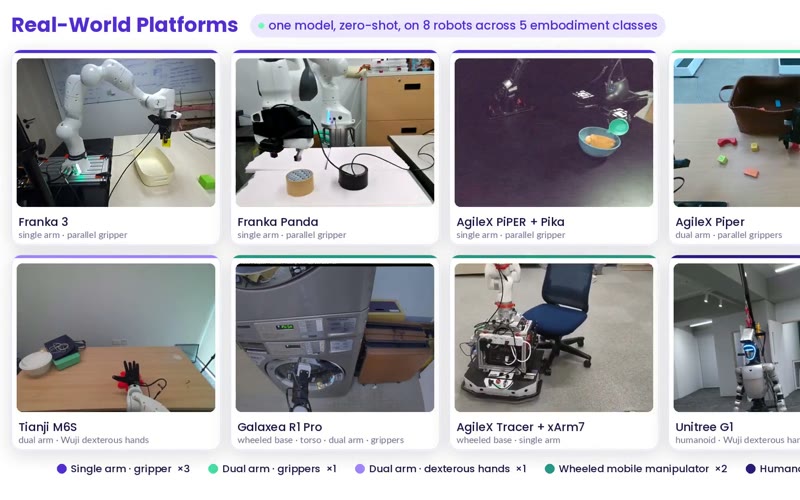 Real-World Platforms
one model, zero-shot, on 8 robots across 5 embodiment classes
Franka 3
single arm · parallel gripper
Franka Panda
single arm · parallel gripper
AgileX PiPER + Pika
single arm · parallel gripper
AgileX Piper
dual arm · parallel grippers
Tianji M6S
dual arm · Wuji dexterous hands
Galaxea R1 Pro
wheeled base · torso · dual arm · grippers
AgileX Tracer + xArm7
wheeled base · single arm
Unitree G1
humanoid · Wuji dexterous han
Single arm · gripper ×3
Dual arm · grippers ×1
Dual arm · dexterous hands ×1
Wheeled mobile manipulator ×2
Humano